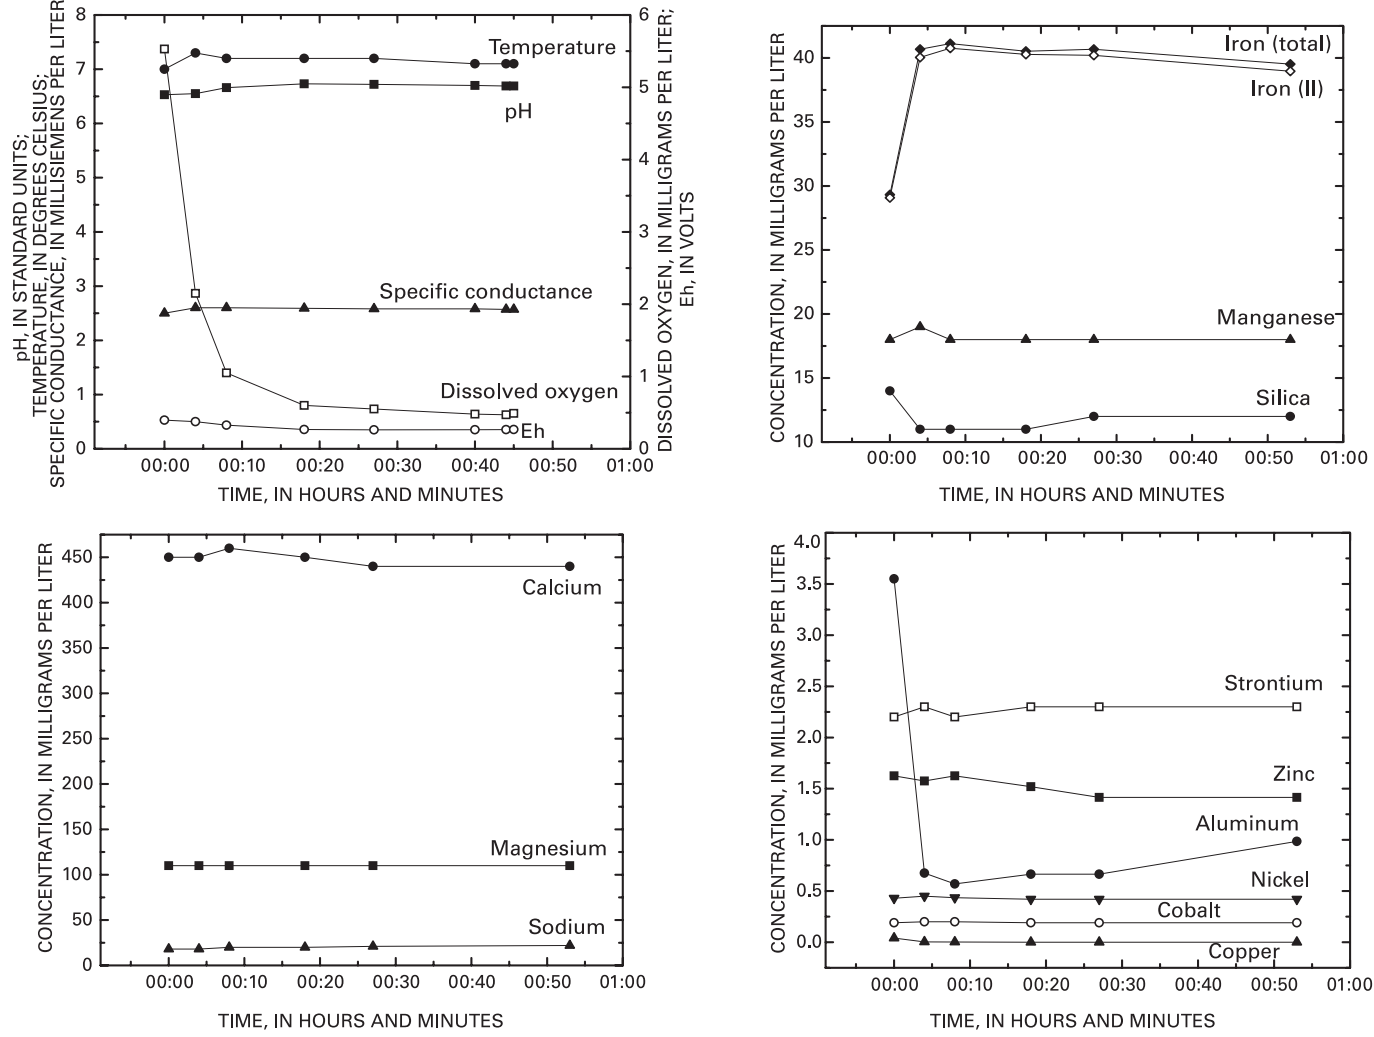 pH, IN STANDARD UNITS;
TEMPERATURE, IN DEGREES CELSIUS;
SPECIFIC CONDUCTANCE, IN MILLISIEMENS PER LITER
8
7
6
5
4
3
2
1
0
Temperature
pH
Specific conductance
Dissolved oxygen
Eh
6
5
4
3
2
1
0
DISSOLVED OXYGEN, IN MILLIGRAMS PER LITER;
Eh, IN VOLTS
00:00 00:10 00:20 00:30 00:40 00:50 01:00
TIME, IN HOURS AND MINUTES
CONCENTRATION, IN MILLIGRAMS PER LITER
40
35
30
25
20
15
10
Iron (total)
Iron (II)
Manganese
Silica
00:00 00:10 00:20 00:30 00:40 00:50 01:00
TIME, IN HOURS AND MINUTES
CONCENTRATION, IN MILLIGRAMS PER LITER
450
400
350
300
250
200
150
100
50
0
Calcium
Magnesium
Sodium
00:00 00:10 00:20 00:30 00:40 00:50 01:00
TIME, IN HOURS AND MINUTES
CONCENTRATION, IN MILLIGRAMS PER LITER
4.0
3.5
3.0
2.5
2.0
1.5
1.0
0.5
0.0
Strontium
Zinc
Aluminum
Nickel
Cobalt
Copper
00:00 00:10 00:20 00:30 00:40 00:50 01:00
TIME, IN HOURS AND MINUTES